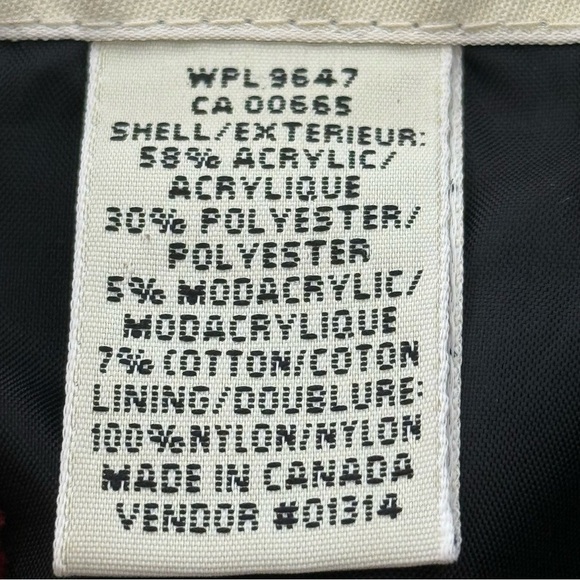 WPL 9647
CA 00665
SHELL/EXTERIEUR:
58% ACRYLIC/
ACRYLIQUE
30% POLYESTER/
POLYESTER
5% MODACRYLIC/
MODACRYLIQUE
7% COTTON/COTON
LINING/DOUBLURE:
100% NYLON/NYLON
MADE IN CANADA
VENDOR #01314